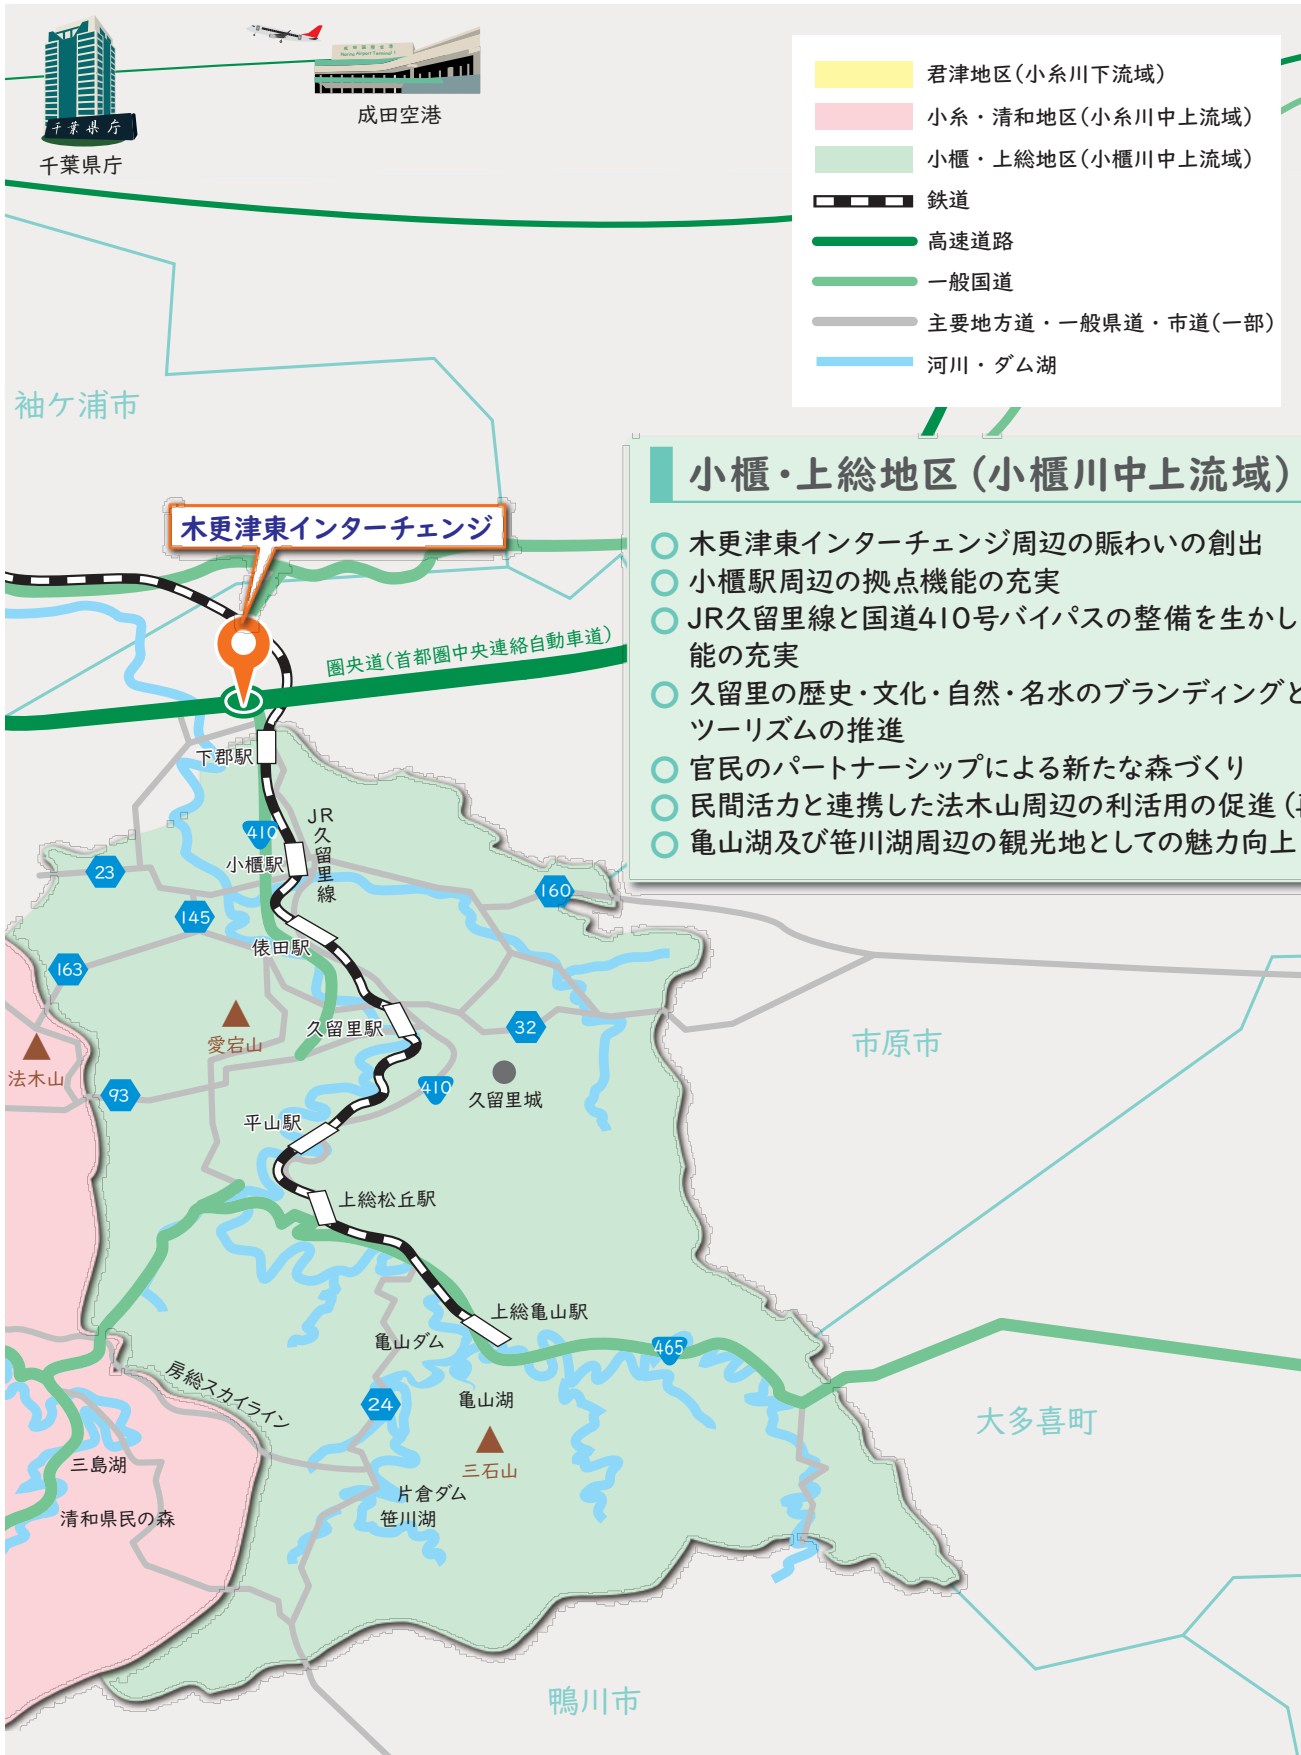 成田国際空港
Narita Airport Terminal 1
千葉県庁
成田空港
千葉県庁
君津地区(小糸川下流域)
小糸・清和地区(小糸川中上流域)
小櫃・上総地区(小櫃川中上流域)
鉄道
高速道路
一般国道
主要地方道・一般県道・市道(一部)
河川・ダム湖
袖ケ浦市
小櫃・上総地区(小櫃川中上流域)
○ 木更津東インターチェンジ周辺の賑わいの創出
○ 小櫃駅周辺の拠点機能の充実
○ JR久留里線と国道410号バイパスの整備を生かし
能の充実
○ 久留里の歴史・文化・自然・名水のブランディングと
ツーリズムの推進
○ 官民のパートナーシップによる新たな森づくり
○ 民間活力と連携した法木山周辺の利活用の促進(
○ 亀山湖及び笹川湖周辺の観光地としての魅力向上
木更津東インターチェンジ
圏央道(首都圏中央連絡自動車道)
下郡駅
JR久留里線
410
小櫃駅
23
160
145
俵田駅
163
久留里駅
32
愛宕山
市原市
法木山
93
410
久留里城
平山駅
上総松丘駅
上総亀山駅
亀山ダム
465
房総スカイライン
24
亀山湖
大多喜町
三島湖
三石山
片倉ダム
笹川湖
清和県民の森
鴨川市